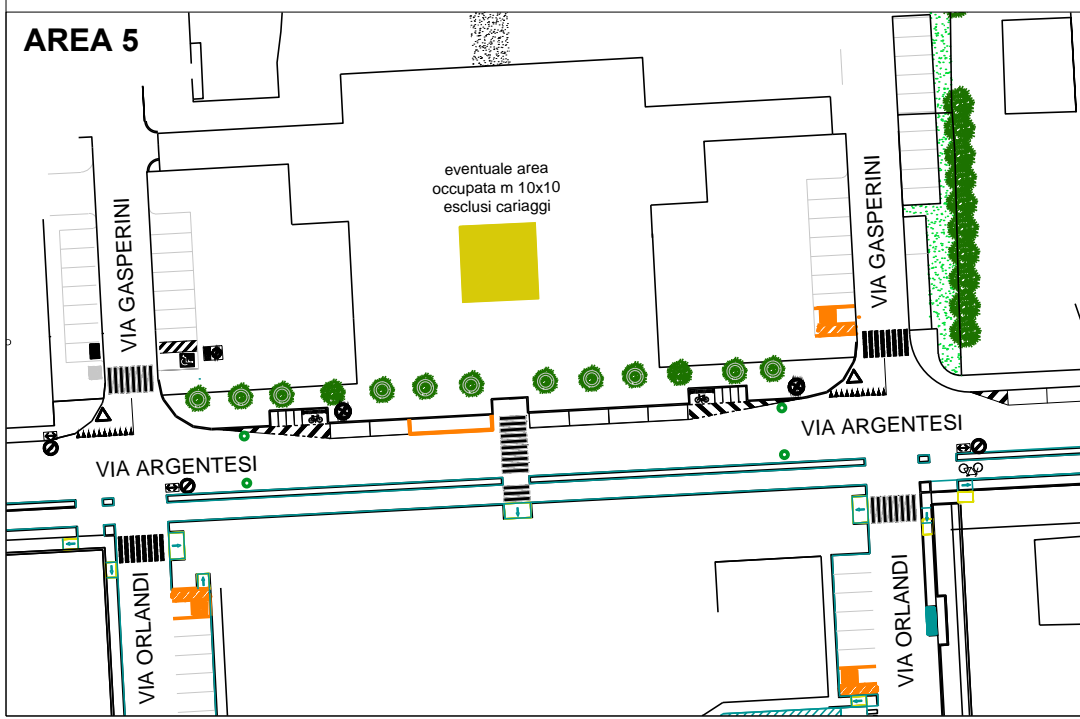 AREA 5
eventuale area
occupata m 10x10
esclusi cariaggi
VIA GASPERINI
VIA GASPERINI
VIA ARGENTESI
VIA ARGENTESI
VIA ORLANDI
VIA ORLANDI